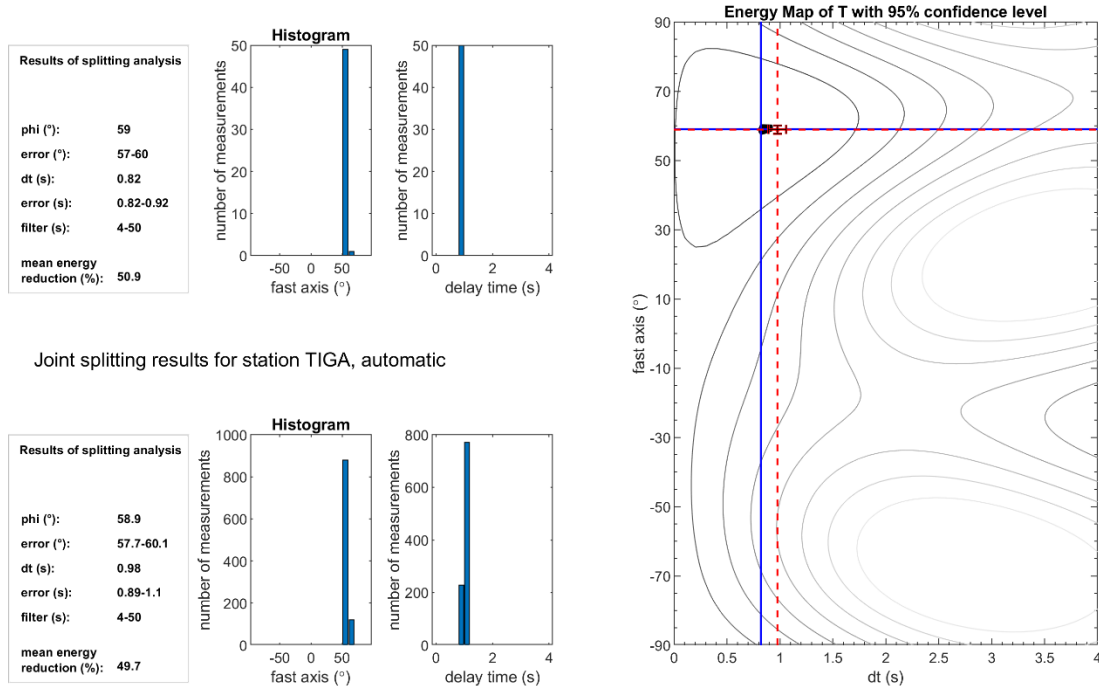 Results of splitting analysis
phi (°): 59
error (°): 57-60
dt (s): 0.82
error (s): 0.82-0.92
filter (s): 4-50
mean energy
reduction (%): 50.9
Histogram
number of measurements
50
40
30
20
10
0
-50 0 50
fast axis (°)
number of measurements
50
40
30
20
10
0
0 2 4
delay time (s)
Joint splitting results for station TIGA, automatic
Results of splitting analysis
phi (°): 58.9
error (°): 57.7-60.1
dt (s): 0.98
error (s): 0.89-1.1
filter (s): 4-50
mean energy
reduction (%): 49.7
Histogram
number of measurements
1000
800
600
400
200
0
-50 0 50
fast axis (°)
number of measurements
800
600
400
200
0
0 2 4
delay time (s)
Energy Map of T with 95% confidence level
fast axis (°)
90
70
50
30
10
-10
-30
-50
-70
-90
0 0.5 1 1.5 2 2.5 3 3.5 4
dt (s)